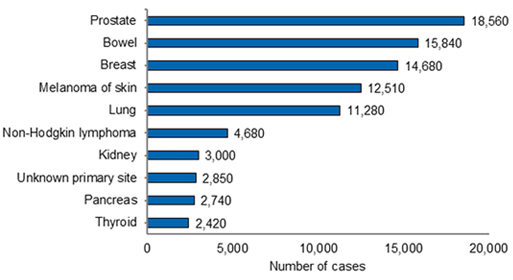 Prostate 18,560
Bowel 15,840
Breast 14,680
Melanoma of skin 12,510
Lung 11,280
Non-Hodgkin lymphoma 4,680
Kidney 3,000
Unknown primary site 2,850
Pancreas 2,740
Thyroid 2,420
0 5,000 10,000 15,000 20,000
Number of cases